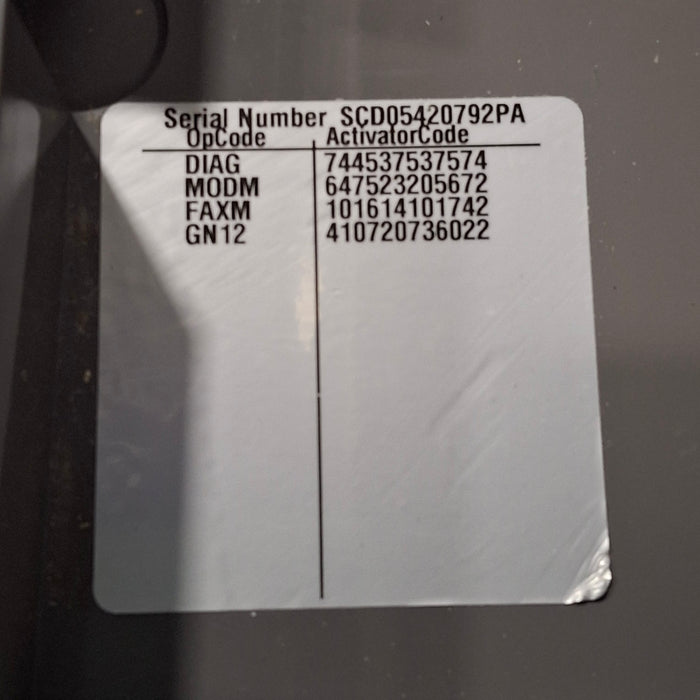 Serial Number SCD05420792PA
OpCode ActivatorCode
DIAG 744537537574
MODM 647523205672
FAXM 101614101742
GN12 410720736022